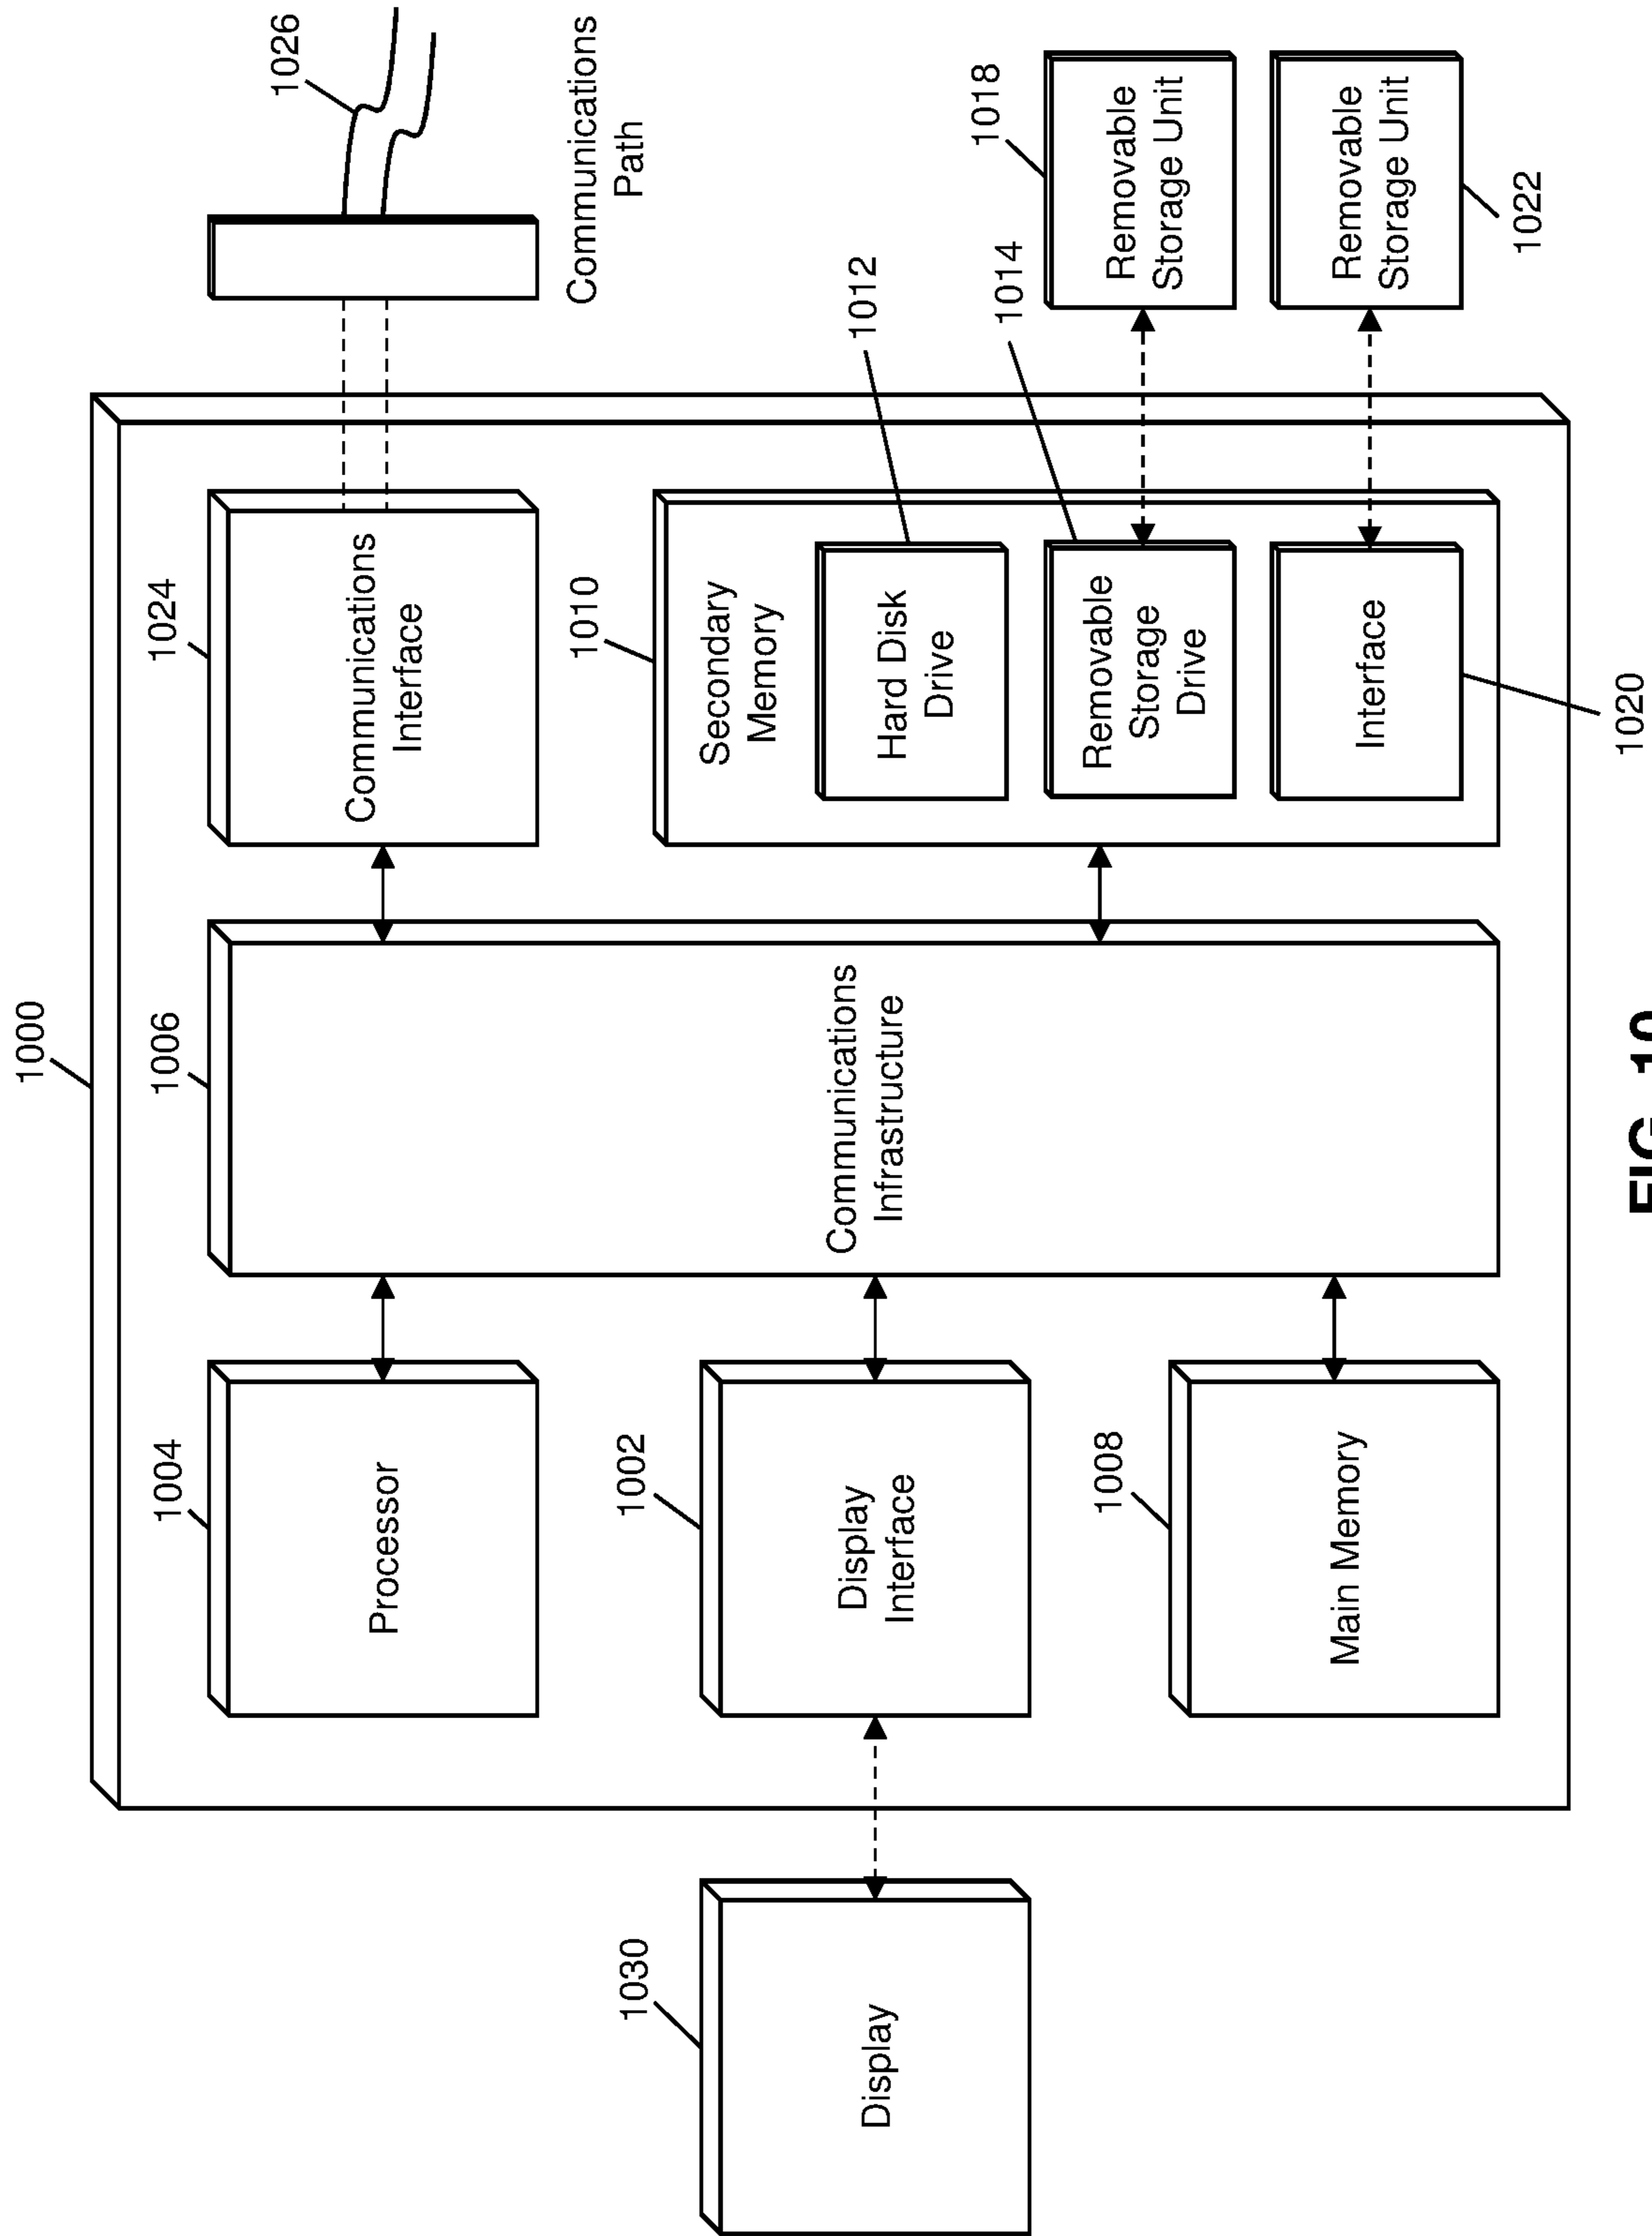 1000
1004
1006
1024
1026
Processor
Communications
Interface
Communications
Path
1030
1002
1010
Display
Display
Interface
Communications
Infrastructure
Secondary
Memory
1012
Hard Disk
Drive
1014
1018
1008
Main Memory
Removable
Storage
Drive
Removable
Storage Unit
Interface
Removable
Storage Unit
1022
1020
FIG. 10